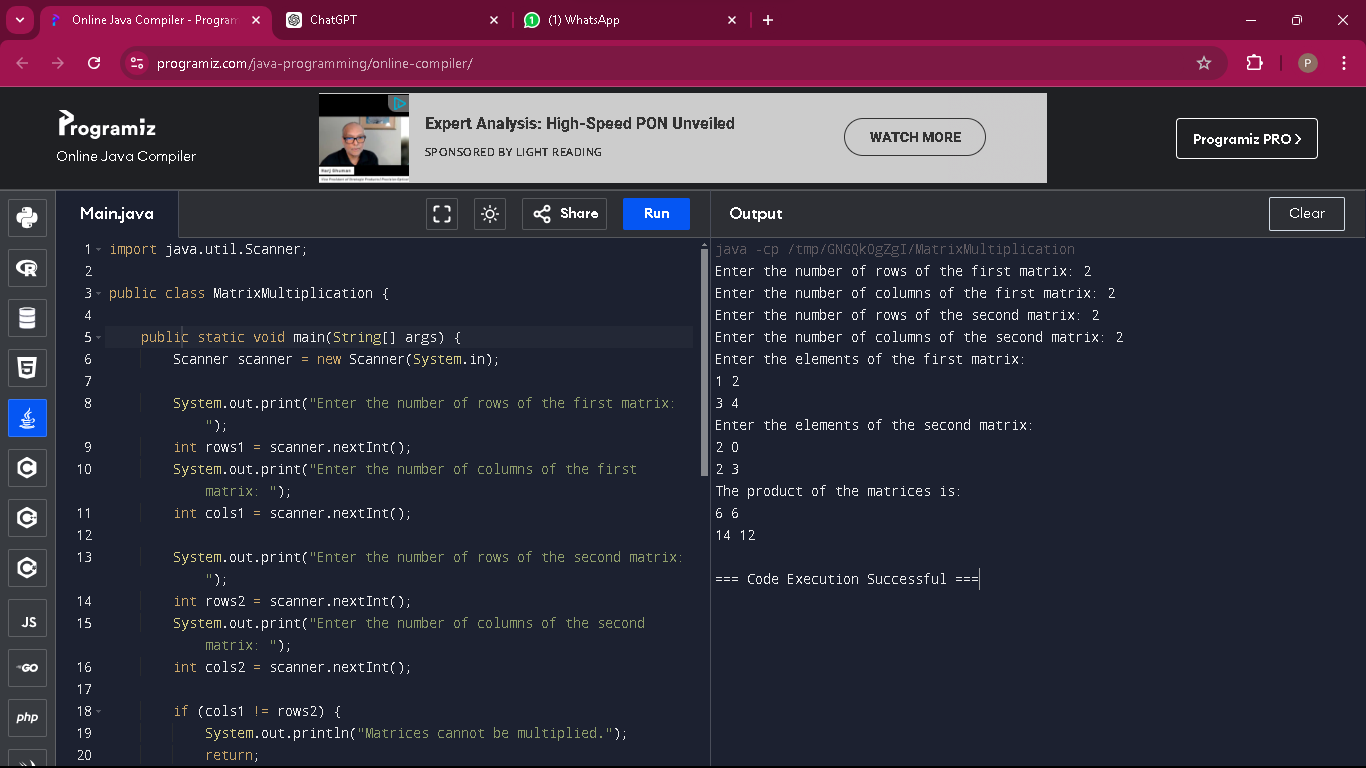 Online Java Compiler - Program
ChatGPT
(1) WhatsApp
programiz.com/java-programming/online-compiler/
P
Programiz
Online Java Compiler
Expert Analysis: High-Speed PON Unveiled
SPONSORED BY LIGHT READING
WATCH MORE
Programiz PRO >
Main.java
Share
Run
Output
Clear
JS
GO
php
1 import java.util.Scanner;
2
3 public class MatrixMultiplication {
4
5 public static void main(String[] args) {
6 Scanner scanner = new Scanner(System.in);
7
8 System.out.print("Enter the number of rows of the first matrix:
");
9 int rows1 = scanner.nextInt();
10 System.out.print("Enter the number of columns of the first
matrix: ");
11 int cols1 = scanner.nextInt();
12
13 System.out.print("Enter the number of rows of the second matrix:
");
14 int rows2 = scanner.nextInt();
15 System.out.print("Enter the number of columns of the second
matrix: ");
16 int cols2 = scanner.nextInt();
17
18 if (cols1 != rows2) {
19 System.out.println("Matrices cannot be multiplied.");
20 return;
java -cp /tmp/GNGQkOgZgI/MatrixMultiplication
Enter the number of rows of the first matrix: 2
Enter the number of columns of the first matrix: 2
Enter the number of rows of the second matrix: 2
Enter the number of columns of the second matrix: 2
Enter the elements of the first matrix:
1 2
3 4
Enter the elements of the second matrix:
2 0
2 3
The product of the matrices is:
6 6
14 12
=== Code Execution Successful ===